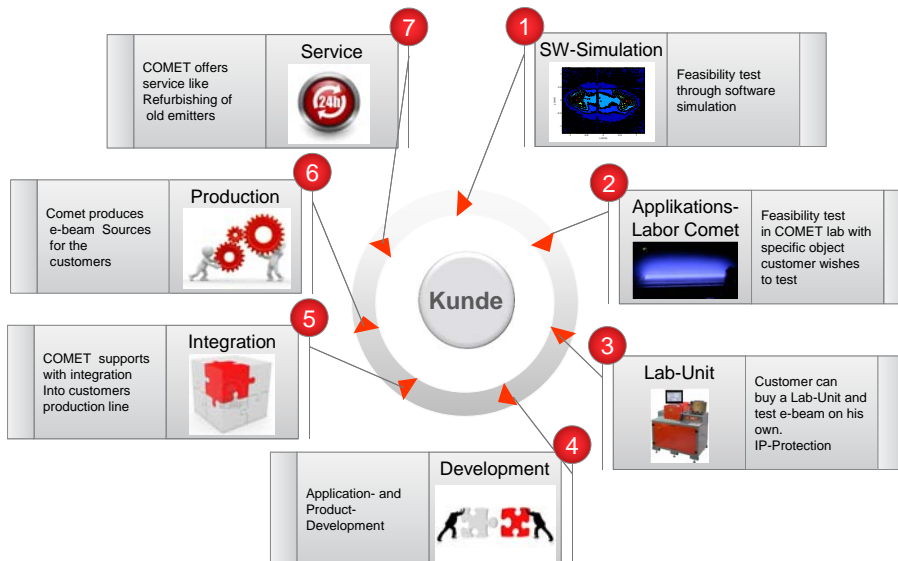 1
SW-Simulation
Feasibility test
through software
simulation
2
Applikations-
Labor Comet
Feasibility test
in COMET lab with
specific object
customer wishes
to test
3
Lab-Unit
Customer can
buy a Lab-Unit and
test e-beam on his
own.
IP-Protection
4
Development
Application- and
Product-
Development
5
Integration
COMET supports
with integration
Into customers
production line
6
Production
Comet produces
e-beam Sources
for the
customers
7
Service
24h
COMET offers
service like
Refurbishing of
old emitters
Kunde